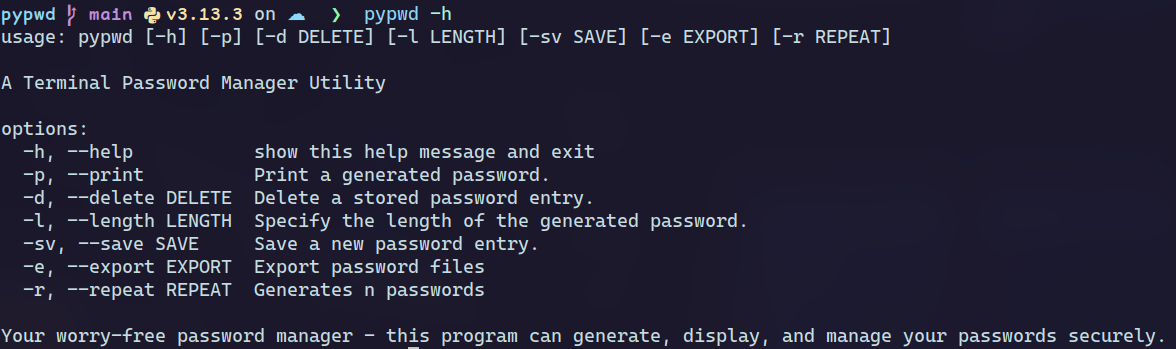 pypwd main v3.13.3 on ❯ pypwd -h
usage: pypwd [-h] [-p] [-d DELETE] [-l LENGTH] [-sv SAVE] [-e EXPORT] [-r REPEAT]
A Terminal Password Manager Utility
options:
-h, --help show this help message and exit
-p, --print Print a generated password.
-d, --delete DELETE Delete a stored password entry.
-l, --length LENGTH Specify the length of the generated password.
-sv, --save SAVE Save a new password entry.
-e, --export EXPORT Export password files
-r, --repeat REPEAT Generates n passwords
Your worry-free password manager - this program can generate, display, and manage your passwords securely.